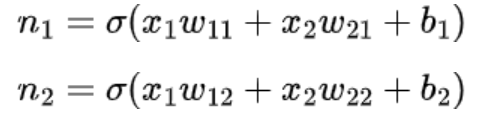 n₁ = σ(x₁w₁₁ + x₂w₂₁ + b₁)
n₂ = σ(x₁w₁₂ + x₂w₂₂ + b₂)